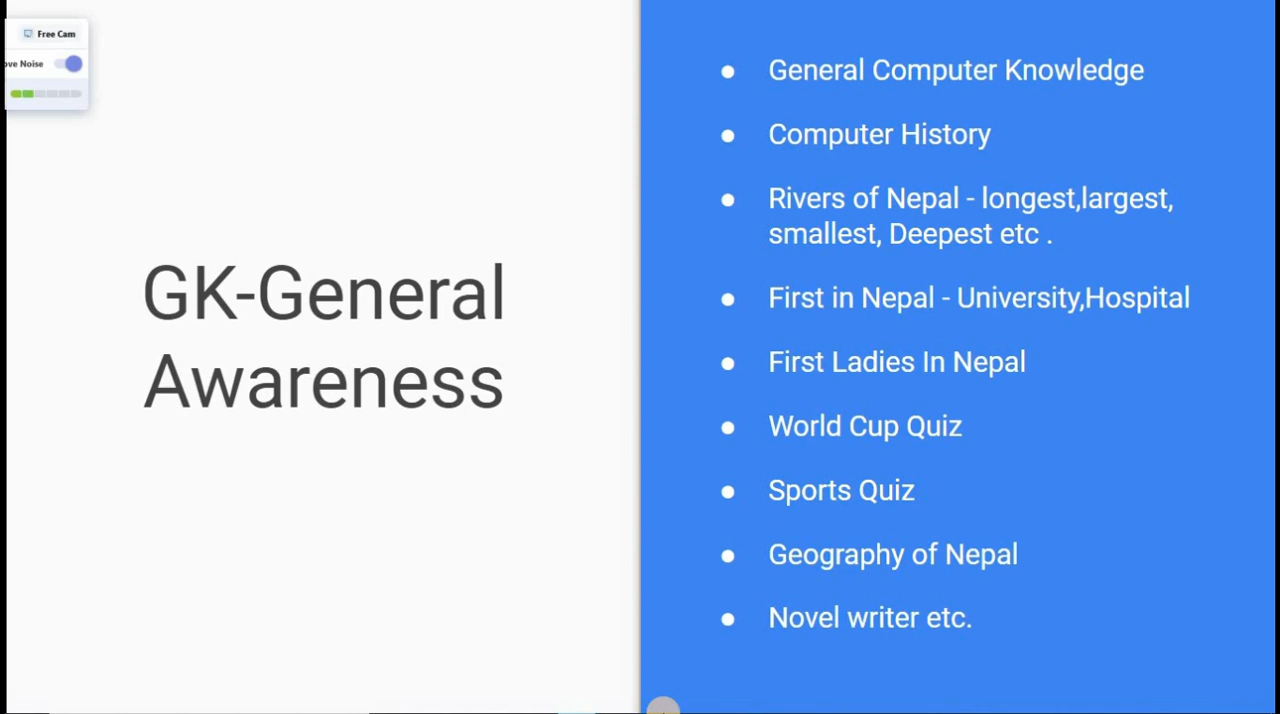 Free Cam
ove Noise
GK-General
Awareness
● General Computer Knowledge
● Computer History
● Rivers of Nepal - longest,largest,
smallest, Deepest etc .
● First in Nepal - University,Hospital
● First Ladies In Nepal
● World Cup Quiz
● Sports Quiz
● Geography of Nepal
● Novel writer etc.